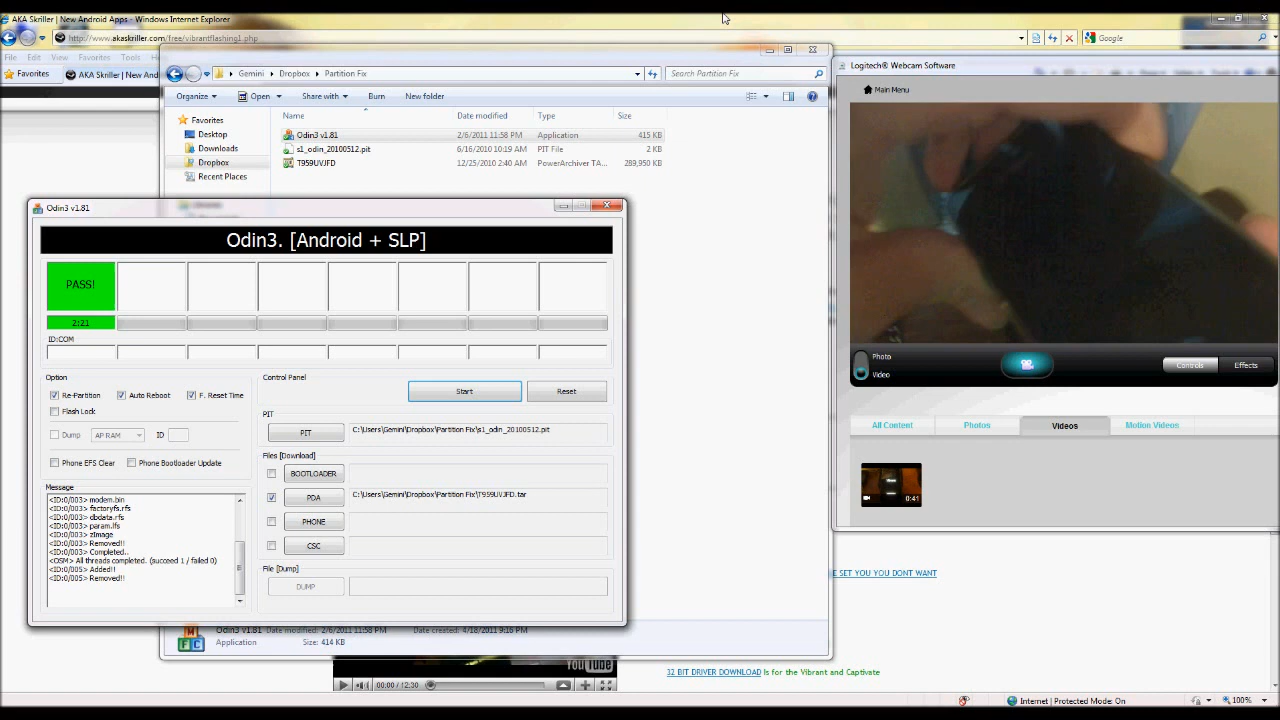 AKA Skriller | New Android Apps - Windows Internet Explorer
http://www.akaskriller.com/free/vibrantflashing1.php
Google
File Edit View Favorites Tools
Favorites AKA Skriller | New And
Gemini Dropbox Partition Fix
Search Partition Fix
Organize Open Share with Burn New folder
Name Date modified Type Size
Favorites
Desktop
Downloads
Dropbox
Recent Places
Odin3 v1.81 2/6/2011 11:58 PM Application 415 KB
s1_odin_20100512.pit 6/16/2010 10:19 AM PIT File 2 KB
T959UVJFD 12/25/2010 2:40 AM PowerArchiver TA... 289,950 KB
Odin3 v1.81
Odin3. [Android + SLP]
PASS!
2:21
ID:COM
Option
Re-Partition Auto Reboot F. Reset Time
Flash Lock
Dump AP RAM ID
Phone EFS Clear Phone Bootloader Update
Message
<ID:0/003> modem.bin
<ID:0/003> factoryfs.rfs
<ID:0/003> dbdata.rfs
<ID:0/003> param.lfs
<ID:0/003> zImage
<ID:0/003> Removed!!
<ID:0/003> Completed..
<OSM> All threads completed. (succeed 1 / failed 0)
<ID:0/005> Added!!
<ID:0/005> Removed!!
Control Panel
Start Reset
PIT
PIT C:\Users\Gemini\Dropbox\Partition Fix\s1_odin_20100512.pit
Files [Download]
BOOTLOADER
PDA C:\Users\Gemini\Dropbox\Partition Fix\T959UVJFD.tar
PHONE
CSC
File [Dump]
DUMP
Odin3 v1.81 Date modified: 2/6/2011 11:58 PM Date created: 4/18/2011 9:16 PM
Application Size: 414 KB
Logitech® Webcam Software
Main Menu
Photo
Video
Controls Effects
All Content Photos Videos Motion Videos
0:41
E SET YOU YOU DONT WANT
YouTube
32 BIT DRIVER DOWNLOAD Is for the Vibrant and Captivate
00:00 / 12:30
Internet | Protected Mode: On
100%